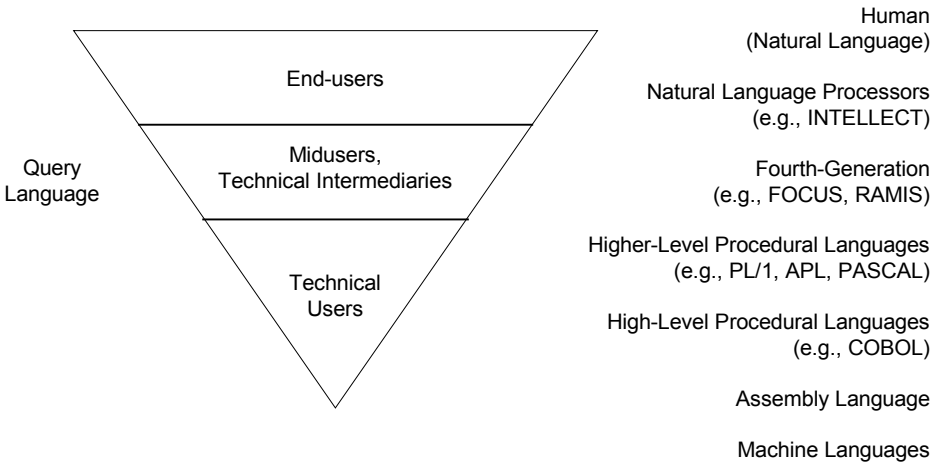 Human
(Natural Language)
End-users
Natural Language Processors
(e.g., INTELLECT)
Query
Language
Midusers,
Technical Intermediaries
Fourth-Generation
(e.g., FOCUS, RAMIS)
Higher-Level Procedural Languages
(e.g., PL/1, APL, PASCAL)
Technical
Users
High-Level Procedural Languages
(e.g., COBOL)
Assembly Language
Machine Languages